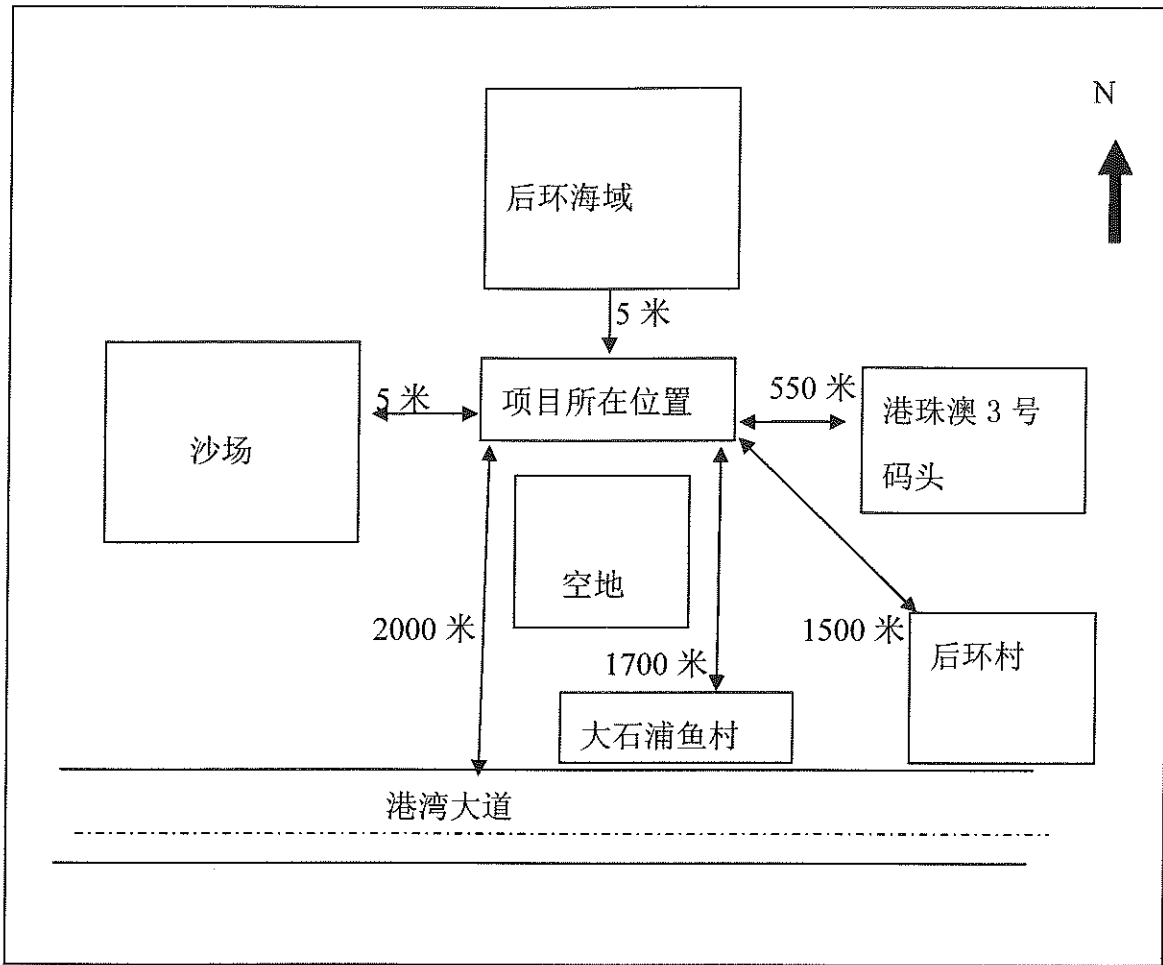 N
后环海域
5 米
项目所在位置
5 米
550 米
港珠澳 3 号
码头
沙场
空地
2000 米
1700 米
1500 米
后环村
大石浦鱼村
港湾大道